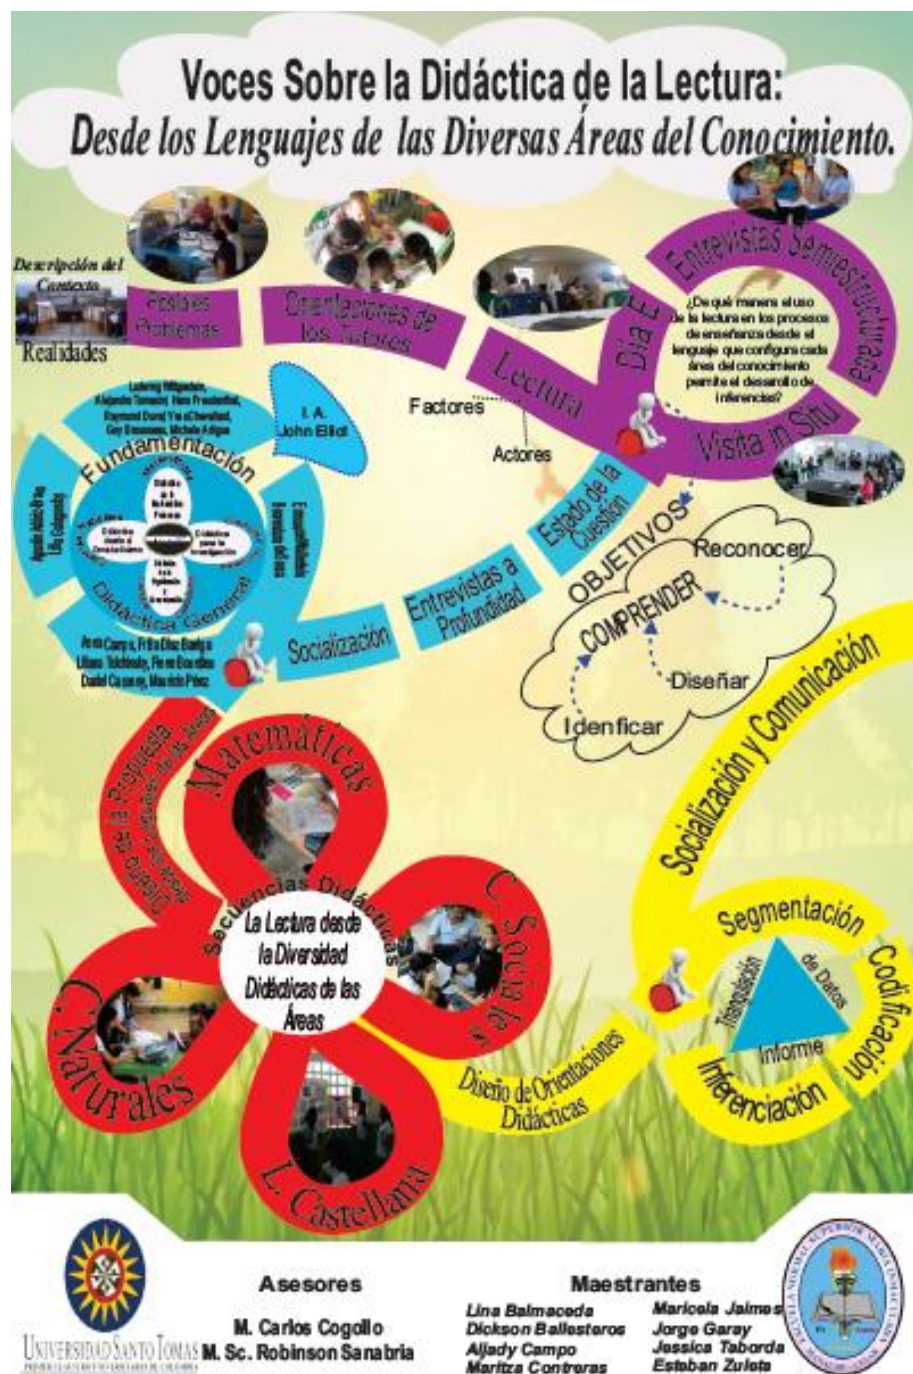 Voces Sobre la Didáctica de la Lectura:
Desde los Lenguajes de las Diversas Áreas del Conocimiento.
Descripción del
Contexto
Realidades
Posibles
Problemas
Orientaciones de
los Tutores
Lectura
Día E
Entrevistas Semiestructurada
¿De qué manera el uso
de la lectura en los procesos
de enseñanza desde el
lenguaje que configura cada
área del conocimiento
permite el desarrollo de
inferencias?
Visita in Situ
Factores
Actores
I. A.
John Elliot
Fundamentación
Didáctica General
Socialización
Entrevistas a
Profundidad
Estado de la
Cuestion
OBJETIVOS
Reconocer
COMPRENDER
Diseñar
Idenficar
Diseño de la Propuesta
Matemáticas
Secuencias Didácticas
La Lectura desde
la Diversidad
Didácticas de las
Áreas
C. Sociales
C. Naturales
L. Castellana
Diseño de Orientaciones
Didácticas
Socialización y Comunicación
Segmentación
Codificación
Inferenciación
de Datos
Informe
UNIVERSIDAD SANTO TOMAS
Asesores
M. Carlos Cogollo
M. Sc. Robinson Sanabria
Maestrantes
Lina Balmaceda
Dickson Ballesteros
Aljady Campo
Maritza Contreras
Maricela Jaimes
Jorge Garay
Jessica Taborda
Esteban Zuleta